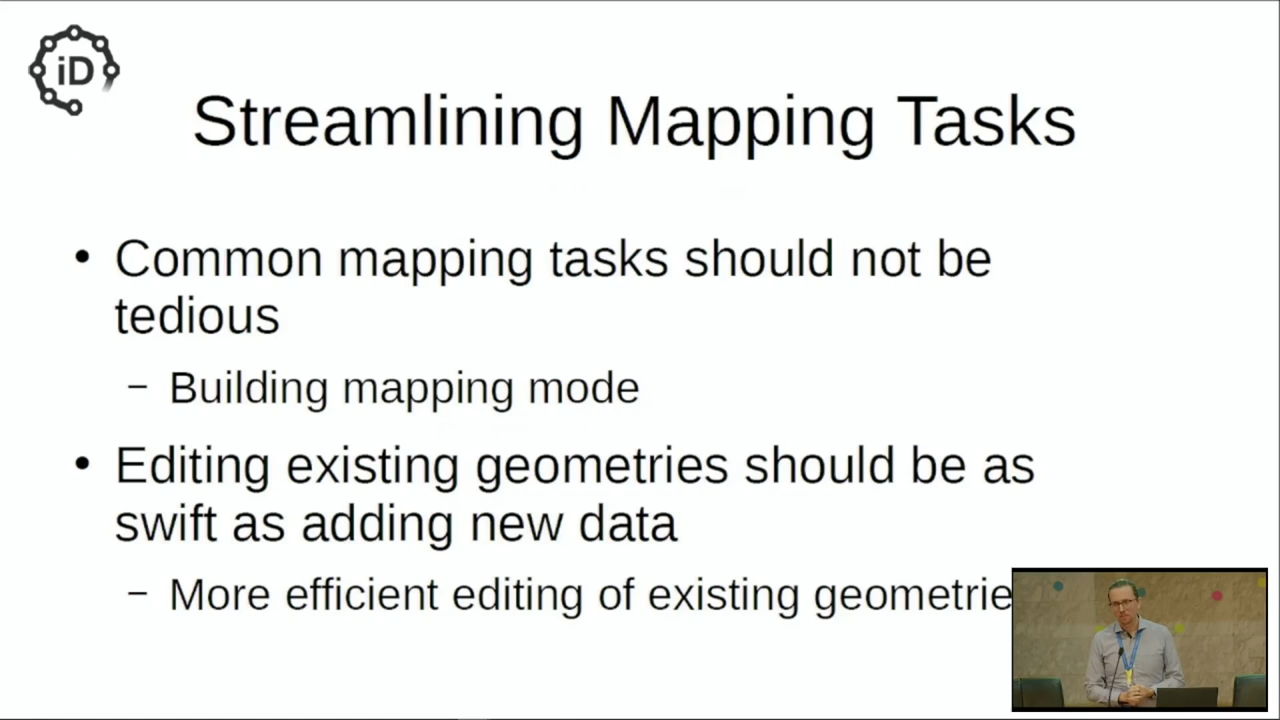 iD
Streamlining Mapping Tasks
• Common mapping tasks should not be
tedious
– Building mapping mode
• Editing existing geometries should be as
swift as adding new data
– More efficient editing of existing geometrie